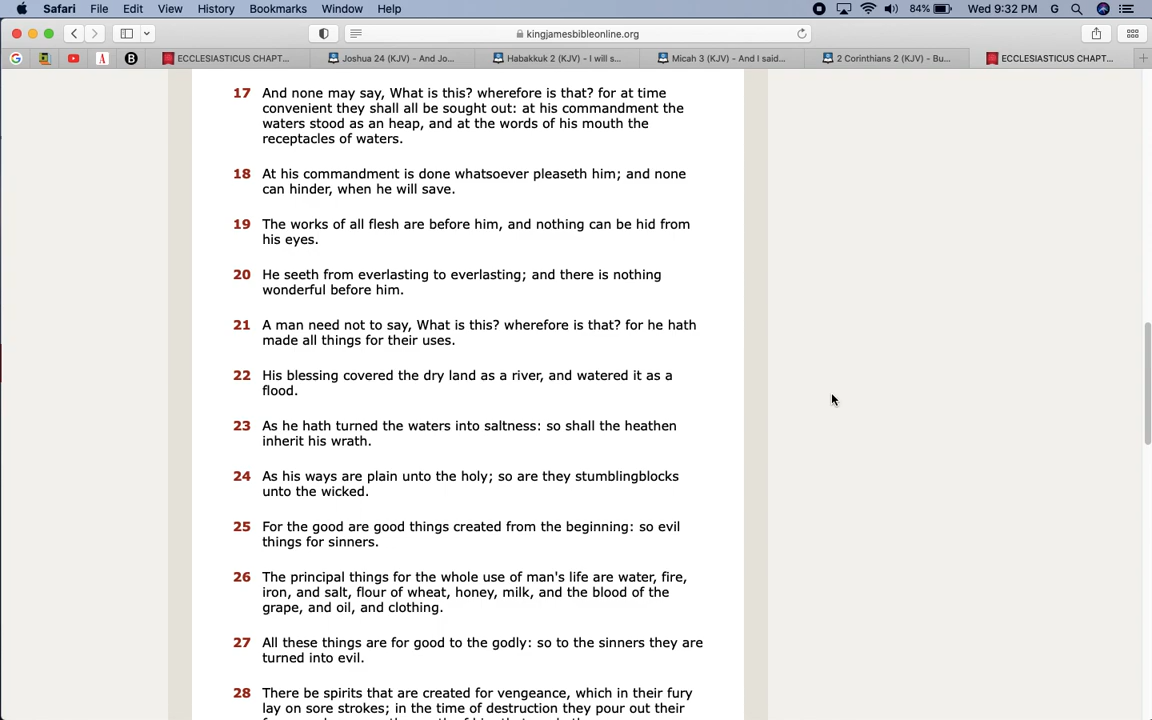 Safari File Edit View History Bookmarks Window Help 84% Wed 9:32 PM G
kingjamesbibleonline.org
G A B ECCLESIASTICUS CHAPT... Joshua 24 (KJV) - And Jo... Habakkuk 2 (KJV) - I will s... Micah 3 (KJV) - And I said... 2 Corinthians 2 (KJV) - Bu... ECCLESIASTICUS CHAPT...
17 And none may say, What is this? wherefore is that? for at time
convenient they shall all be sought out: at his commandment the
waters stood as an heap, and at the words of his mouth the
receptacles of waters.
18 At his commandment is done whatsoever pleaseth him; and none
can hinder, when he will save.
19 The works of all flesh are before him, and nothing can be hid from
his eyes.
20 He seeth from everlasting to everlasting; and there is nothing
wonderful before him.
21 A man need not to say, What is this? wherefore is that? for he hath
made all things for their uses.
22 His blessing covered the dry land as a river, and watered it as a
flood.
23 As he hath turned the waters into saltness: so shall the heathen
inherit his wrath.
24 As his ways are plain unto the holy; so are they stumblingblocks
unto the wicked.
25 For the good are good things created from the beginning: so evil
things for sinners.
26 The principal things for the whole use of man's life are water, fire,
iron, and salt, flour of wheat, honey, milk, and the blood of the
grape, and oil, and clothing.
27 All these things are for good to the godly: so to the sinners they are
turned into evil.
28 There be spirits that are created for vengeance, which in their fury
lay on sore strokes; in the time of destruction they pour out their